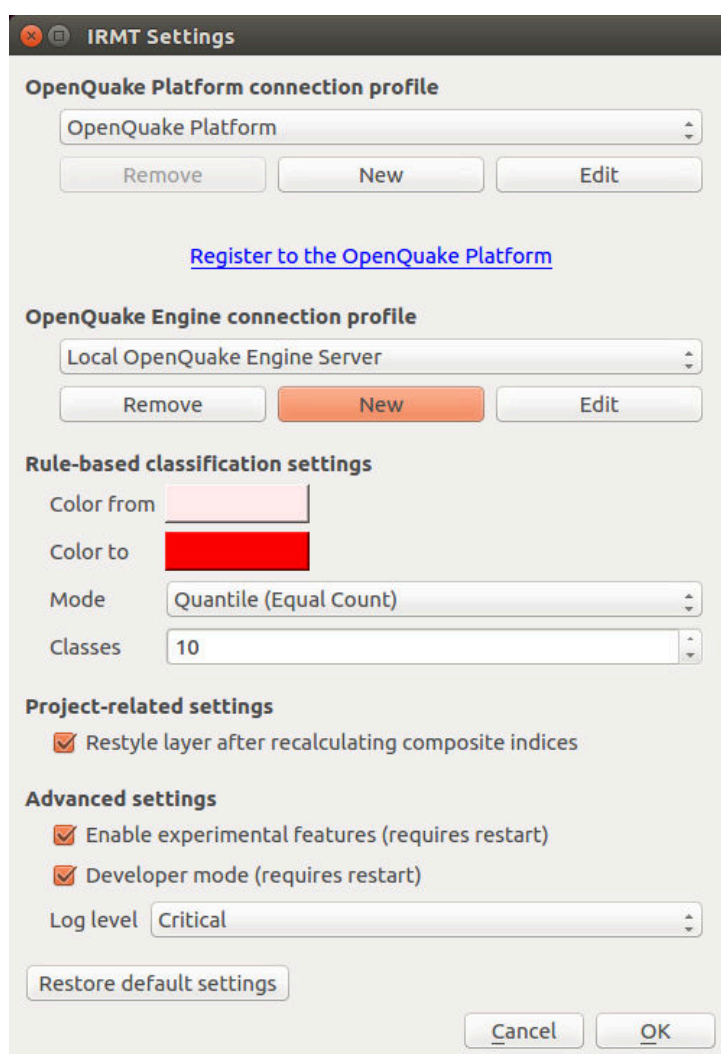 IRMT Settings
OpenQuake Platform connection profile
OpenQuake Platform
Remove New Edit
Register to the OpenQuake Platform
OpenQuake Engine connection profile
Local OpenQuake Engine Server
Remove New Edit
Rule-based classification settings
Color from
Color to
Mode Quantile (Equal Count)
Classes 10
Project-related settings
Restyle layer after recalculating composite indices
Advanced settings
Enable experimental features (requires restart)
Developer mode (requires restart)
Log level Critical
Restore default settings
Cancel OK